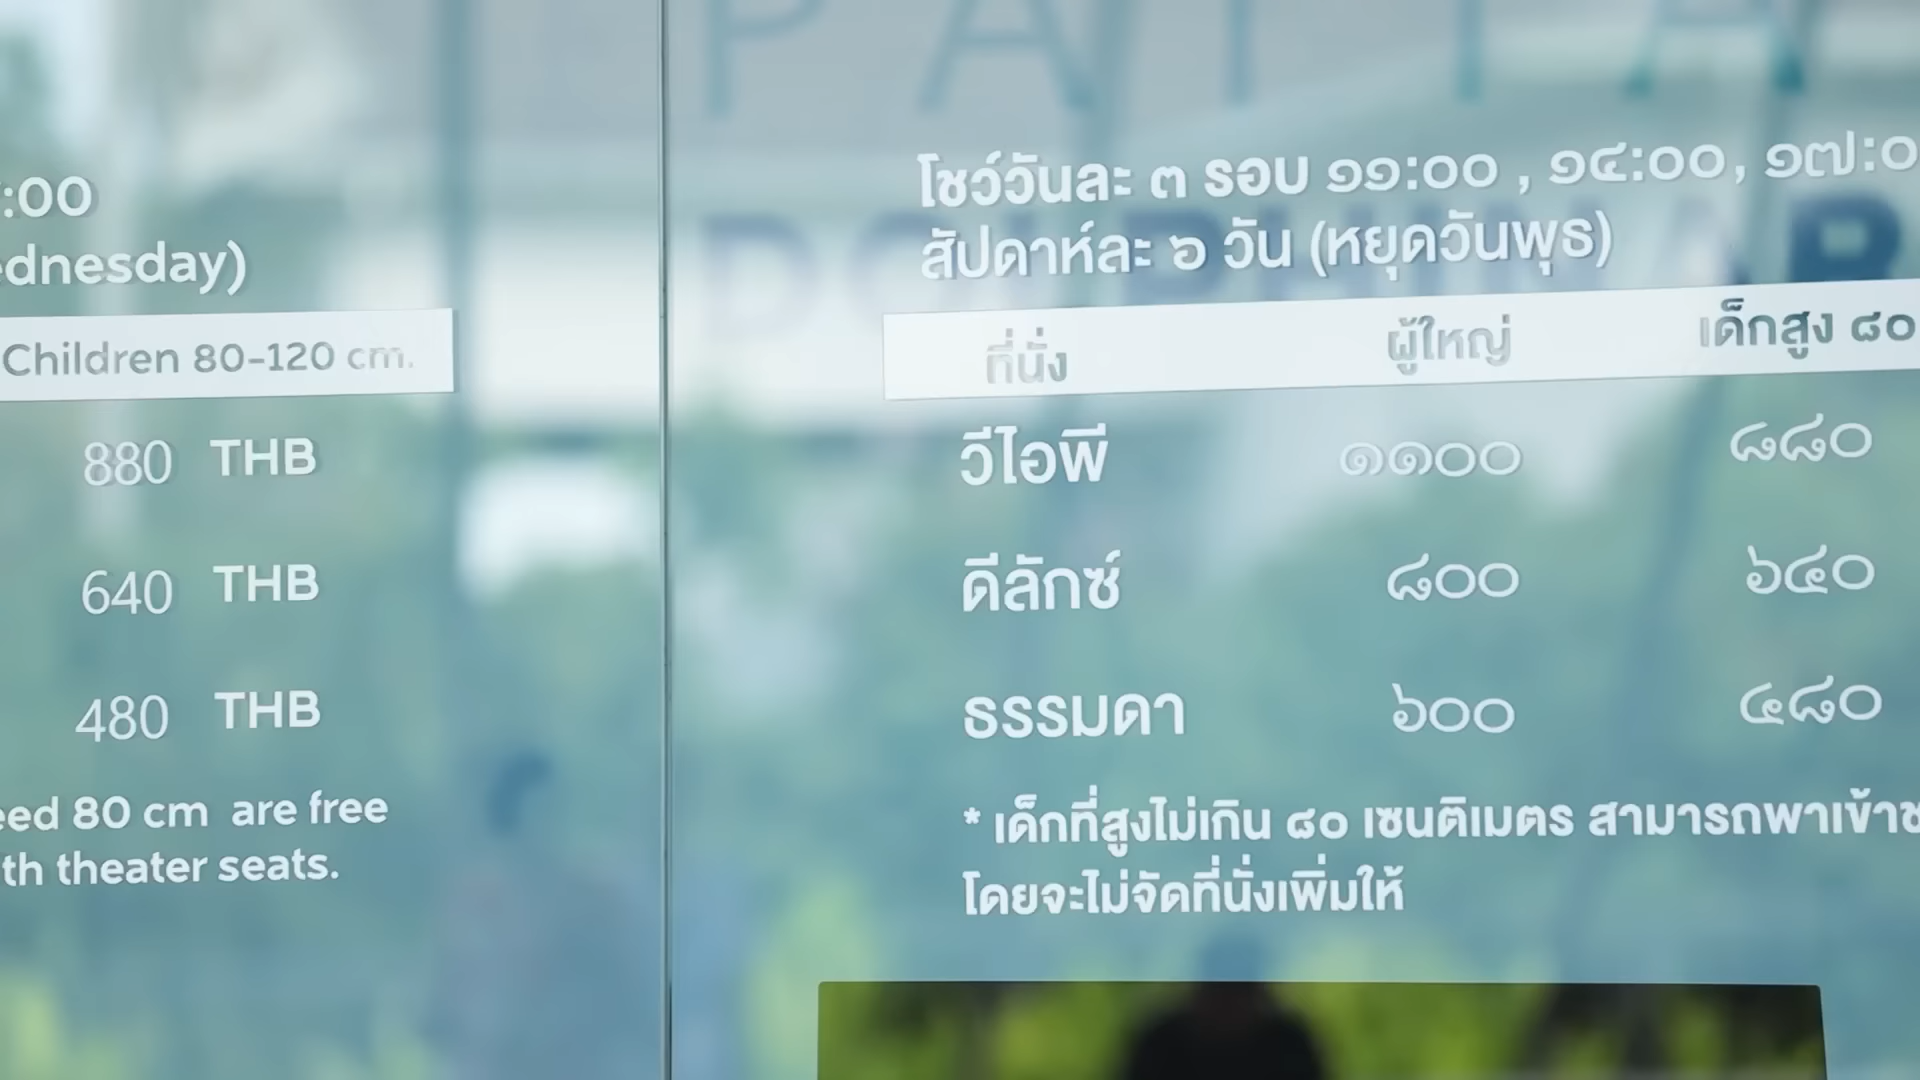 :00
dnesday)
Children 80-120 cm.
880 THB
640 THB
480 THB
eed 80 cm are free
th theater seats.
PATTA
โชว์วันละ ๓ รอบ ๑๑:๐๐ , ๑๔:๐๐, ๑๗:๐
สัปดาห์ละ ๖ วัน (หยุดวันพุธ)
DOLPHINAR
ที่นั่ง ผู้ใหญ่ เด็กสูง ๘๐
วีไอพี ๑๑๐๐ ๘๘๐
ดีลักซ์ ๘๐๐ ๖๔๐
ธรรมดา ๖๐๐ ๔๘๐
* เด็กที่สูงไม่เกิน ๘๐ เซนติเมตร สามารถพาเข้าช
โดยจะไม่จัดที่นั่งเพิ่มให้